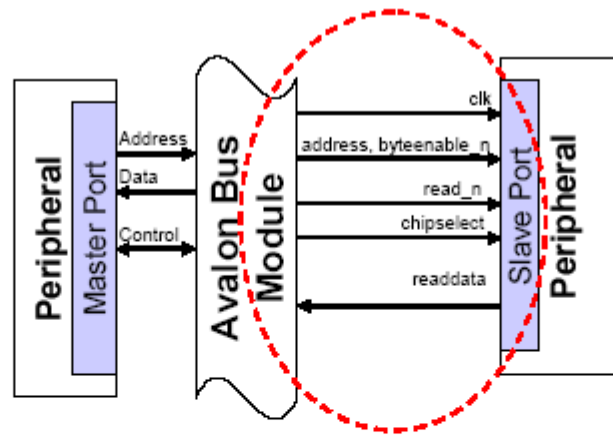 Peripheral
Master Port
Address
Data
Control
Avalon Bus
Module
clk
address, byteenable_n
read_n
chipselect
readdata
Slave Port
Peripheral